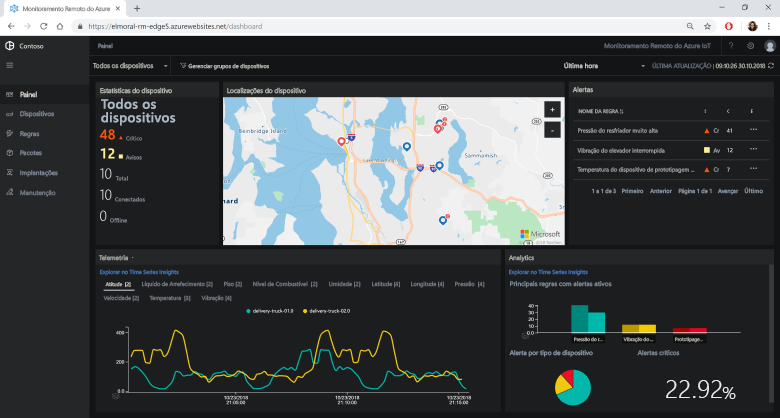 Monitoramento Remoto do Azure
https://elmoral-rm-edge5.azurewebsites.net/dashboard
Contoso
Painel
Monitoramento Remoto do Azure IoT
Todos os dispositivos
Gerenciar grupos de dispositivos
Última hora
ÚLTIMA ATUALIZAÇÃO | 09:10:26 30.10.2018
Painel
Dispositivos
Regras
Pacotes
Implantações
Manutenção
Estatísticas do dispositivo
Todos os
dispositivos
48 Crítico
12 Avisos
10 Total
10 Conectados
0 Offline
Localizações do dispositivo
Bainbridge Island
Sammamish
Microsoft
Alertas
NOME DA REGRA
Pressão do resfriador muito alta Cr 41 ...
Vibração do elevador interrompida Av 12 ...
Temperatura do dispositivo de prototipagem ... Cr 7 ...
1 a 1 de 3 Primeiro Anterior Página 1 de 1 Avançar Último
Telemetria
Explorar no Time Series Insights
Altitude [2] Líquido de Arrefecimento [2] Piso [2] Nível de Combustível [2] Umidade [2] Latitude [4] Longitude [4] Pressão [4]
Velocidade [2] Temperatura [5] Vibração [4]
delivery-truck-01.0 delivery-truck-02.0
400
200
0.0
10/23/2018
21:05:00
10/23/2018
21:10:00
10/23/2018
21:15:00
Analytics
Explorar no Time Series Insights
Principais regras com alertas ativos
40
30
20
10
0
Pressão do r...
Vibração do...
Protótipage...
Alerta por tipo de dispositivo
Alertas críticos
22.92%